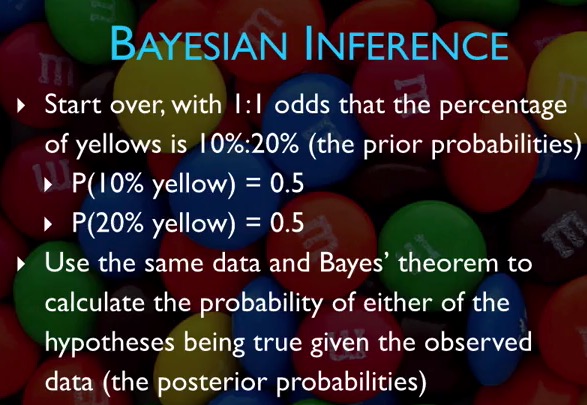 BAYESIAN INFERENCE
Start over, with 1:1 odds that the percentage
of yellows is 10%:20% (the prior probabilities)
P(10% yellow) = 0.5
P(20% yellow) = 0.5
Use the same data and Bayes' theorem to
calculate the probability of either of the
hypotheses being true given the observed
data (the posterior probabilities)